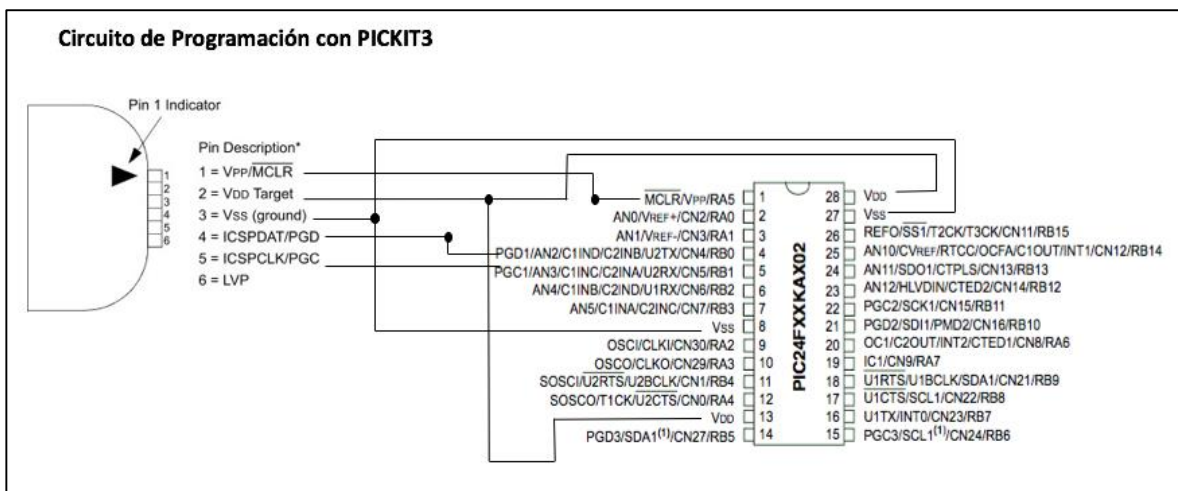 Circuito de Programación con PICKIT3
Pin 1 Indicator
Pin Description*
1 = VPP/MCLR
2 = VDD Target
3 = VSS (ground)
4 = ICSPDAT/PGD
5 = ICSPCLK/PGC
6 = LVP
1
2
3
4
5
6
MCLR/VPP/RA5 1
AN0/VREF+/CN2/RA0 2
AN1/VREF-/CN3/RA1 3
PGD1/AN2/C1IND/C2INB/U2TX/CN4/RB0 4
PGC1/AN3/C1INC/C2INA/U2RX/CN5/RB1 5
AN4/C1INB/C2IND/U1RX/CN6/RB2 6
AN5/C1INA/C2INC/CN7/RB3 7
VSS 8
OSCI/CLKI/CN30/RA2 9
OSCO/CLKO/CN29/RA3 10
SOSCI/U2RTS/U2BCLK/CN1/RB4 11
SOSCO/T1CK/U2CTS/CN0/RA4 12
VDD 13
PGD3/SDA1(1)/CN27/RB5 14
PIC24FXXKAX02
28 VDD
27 VSS
26 REFO/SS1/T2CK/T3CK/CN11/RB15
25 AN10/CVREF/RTCC/OCFA/C1OUT/INT1/CN12/RB14
24 AN11/SDO1/CTPLS/CN13/RB13
23 AN12/HLVDIN/CTED2/CN14/RB12
22 PGC2/SCK1/CN15/RB11
21 PGD2/SDI1/PMD2/CN16/RB10
20 OC1/C2OUT/INT2/CTED1/CN8/RA6
19 IC1/CN9/RA7
18 U1RTS/U1BCLK/SDA1/CN21/RB9
17 U1CTS/SCL1/CN22/RB8
16 U1TX/INT0/CN23/RB7
15 PGC3/SCL1(1)/CN24/RB6